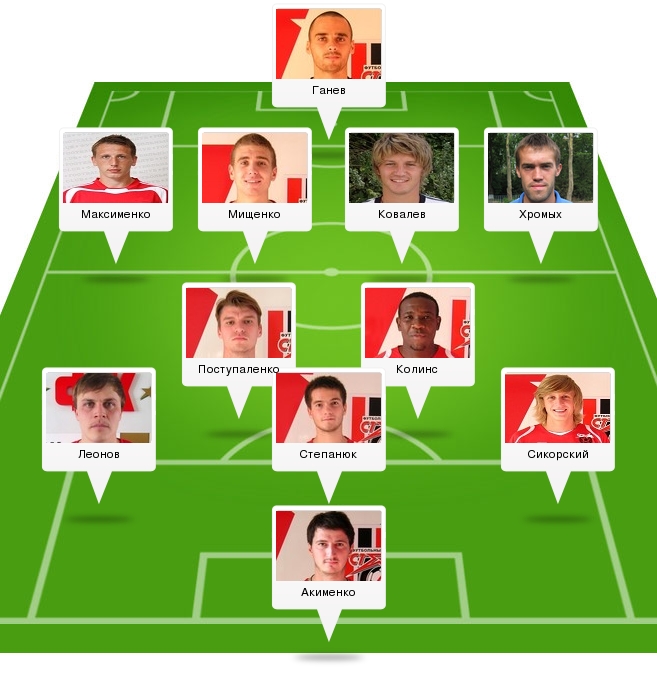 Ганев
Максименко
Мищенко
Ковалев
Хромых
Поступаленко
Колинс
Леонов
Степанюк
Сикорский
Акименко